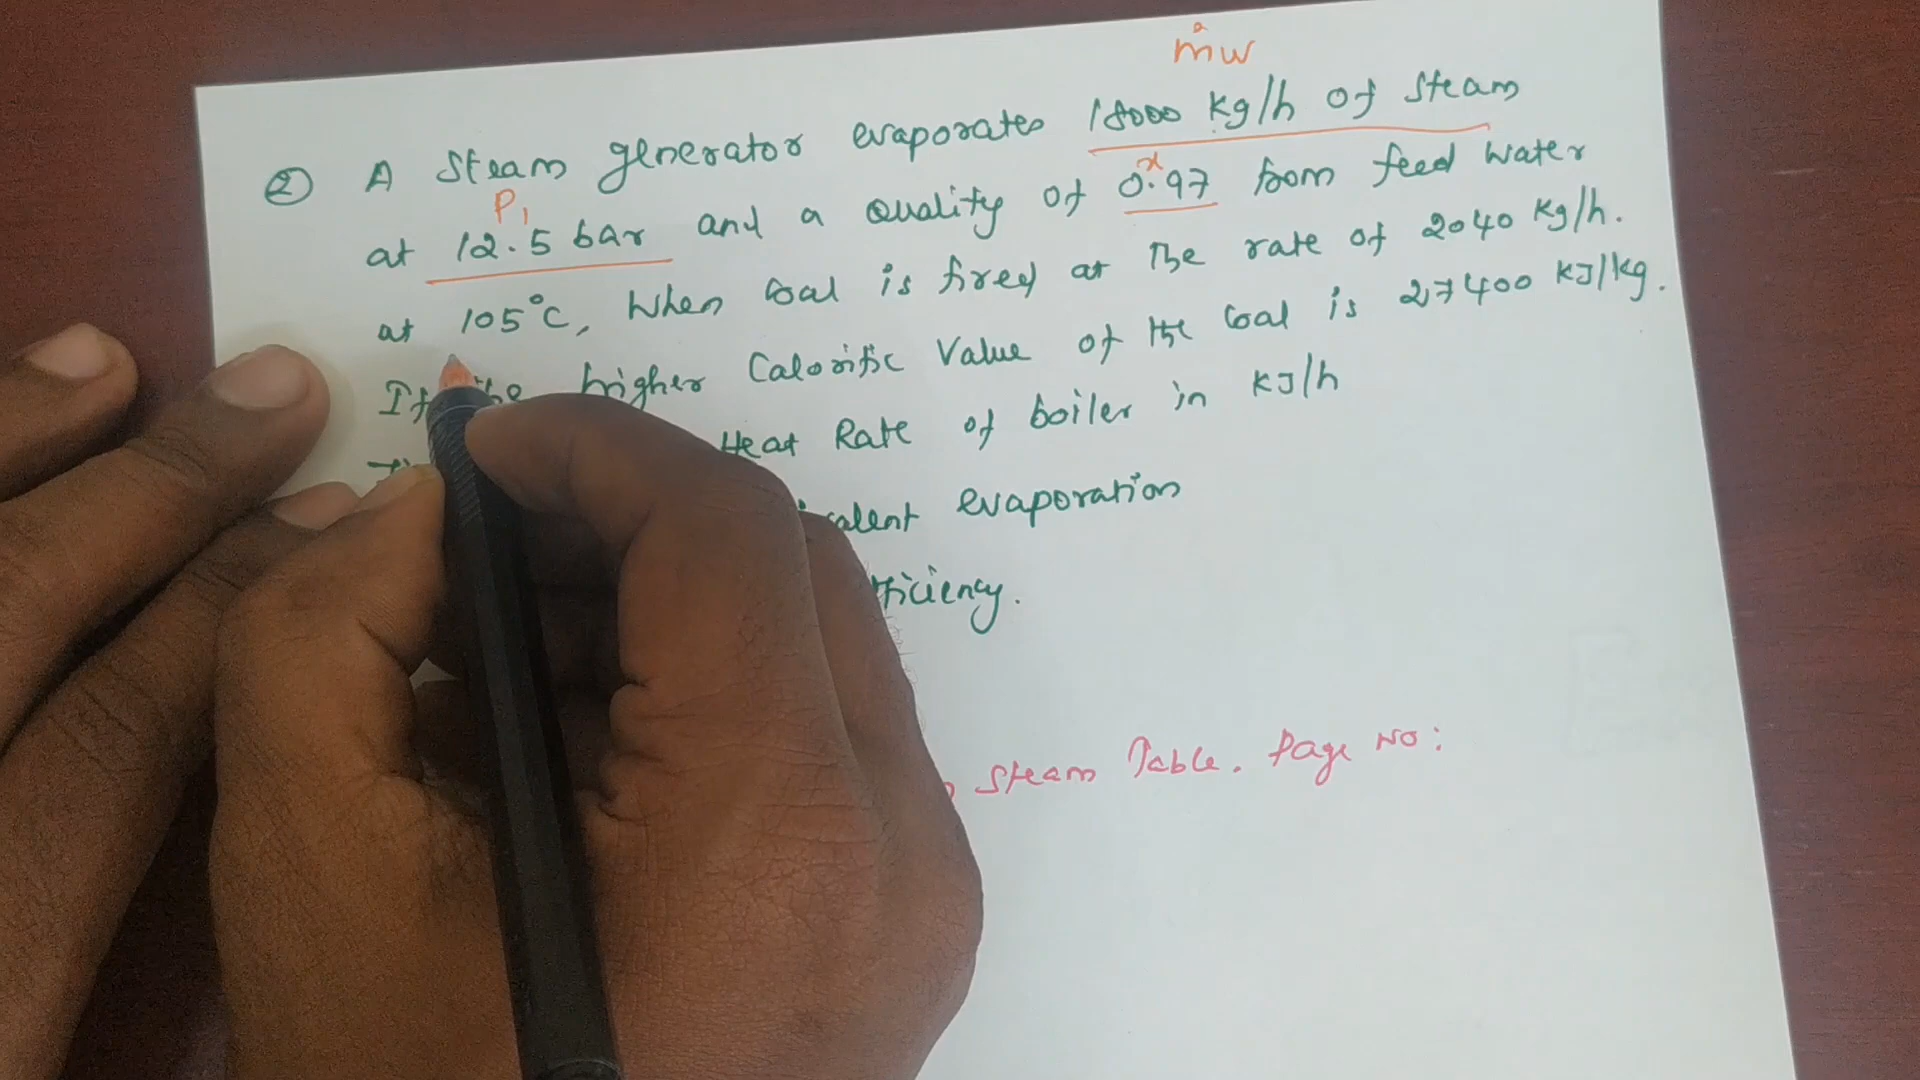 ṁw
② A Steam generator evaporates 18000 kg/h of steam
P₁ x
at 12.5 bar and a Quality of 0.97 from feed water
at 105°C, when Coal is fired at The rate of 2040 kg/h.
If higher Calorific Value of the Coal is 27400 KJ/kg.
Heat Rate of boiler in KJ/h
evaporation
Steam Table. Page No: